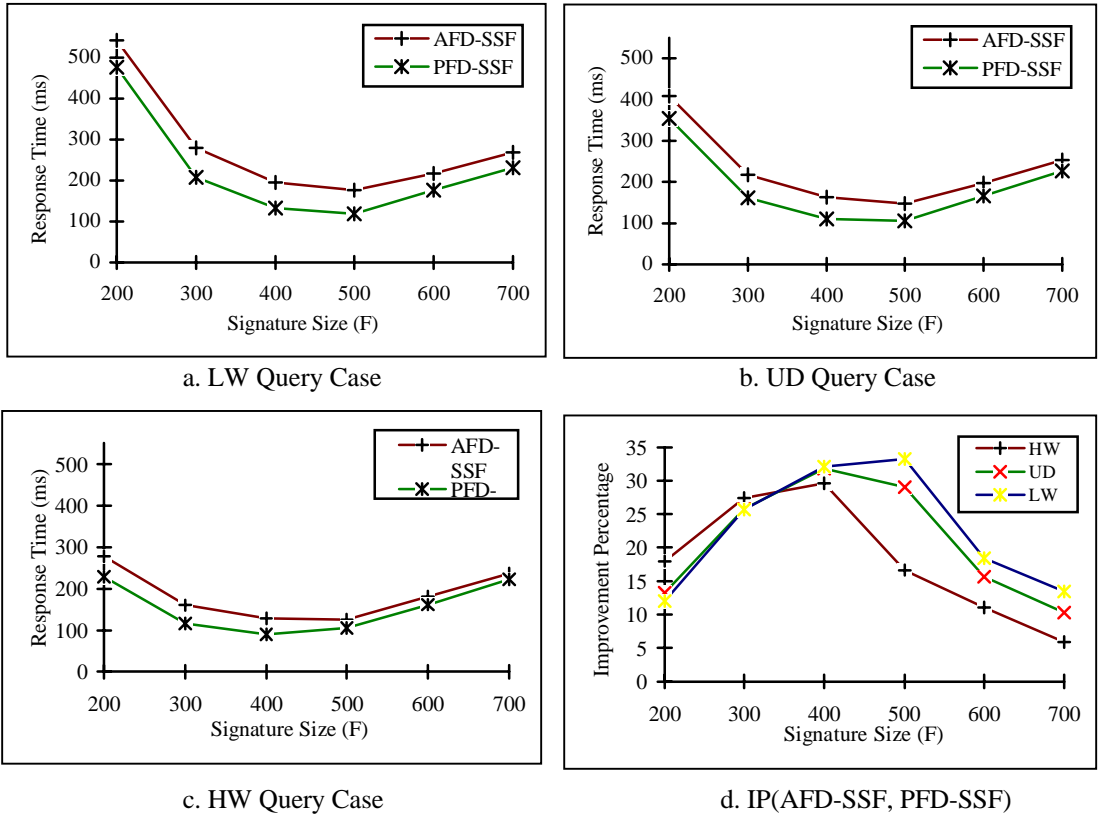 AFD-SSF
PFD-SSF
Response Time (ms)
500
400
300
200
100
0
200 300 400 500 600 700
Signature Size (F)
a. LW Query Case
AFD-SSF
PFD-SSF
Response Time (ms)
500
400
300
200
100
0
200 300 400 500 600 700
Signature Size (F)
b. UD Query Case
AFD-
SSF
PFD-
Response Time (ms)
500
400
300
200
100
0
200 300 400 500 600 700
Signature Size (F)
c. HW Query Case
HW
UD
LW
Improvement Percentage
35
30
25
20
15
10
5
0
200 300 400 500 600 700
Signature Size (F)
d. IP(AFD-SSF, PFD-SSF)